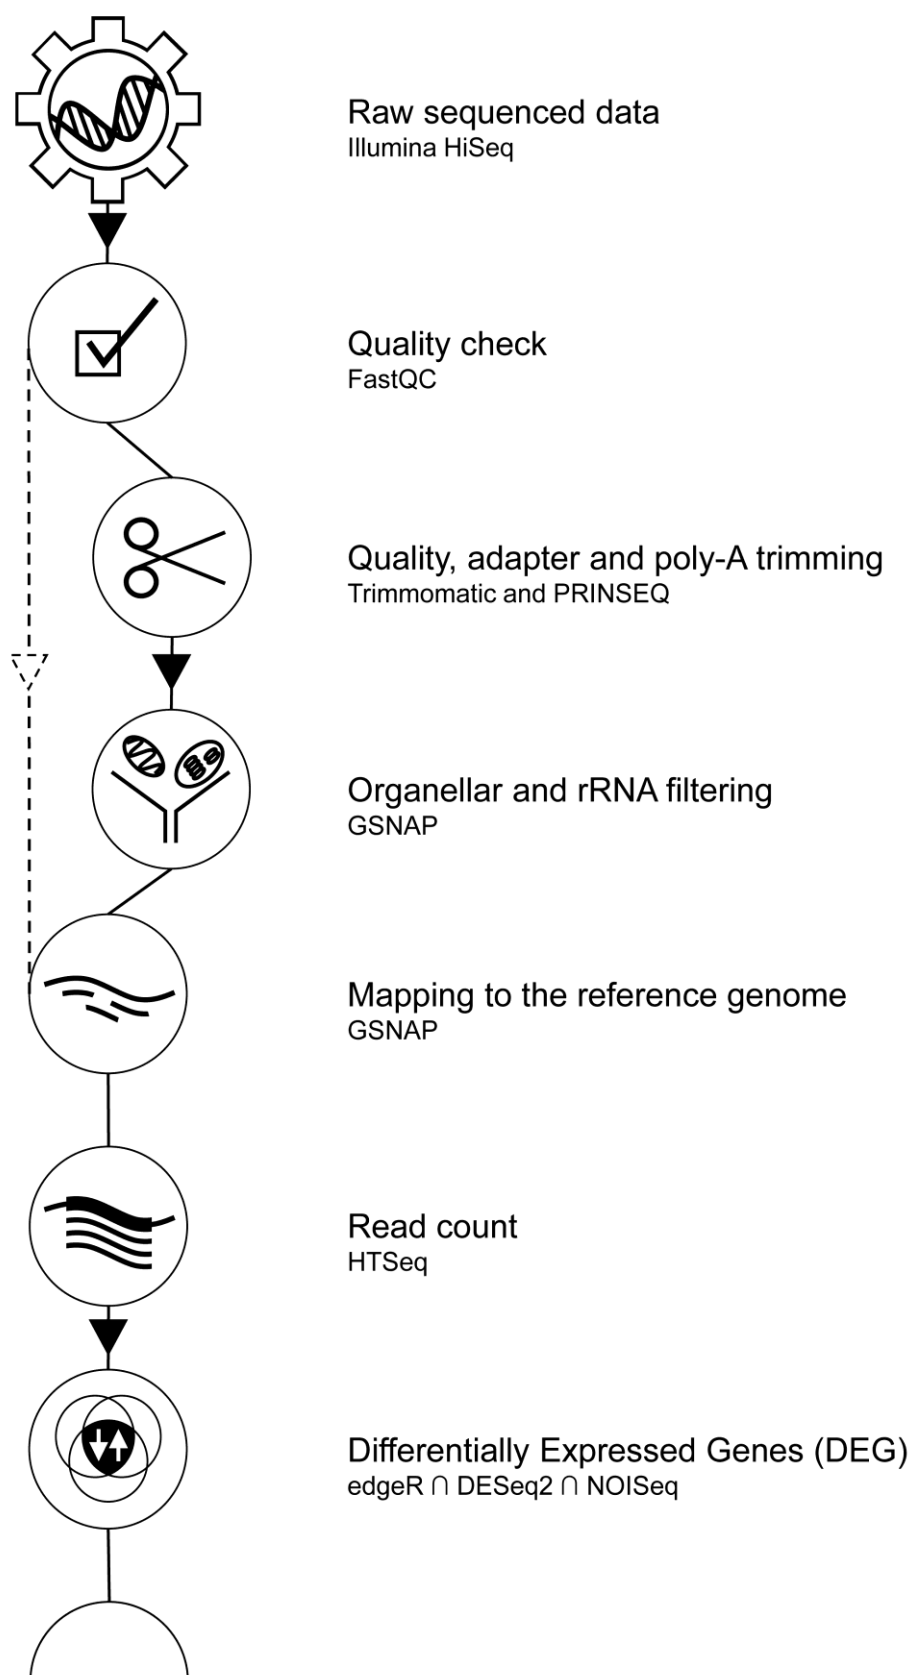 Raw sequenced data
Illumina HiSeq
Quality check
FastQC
Quality, adapter and poly-A trimming
Trimmomatic and PRINSEQ
Organellar and rRNA filtering
GSNAP
Mapping to the reference genome
GSNAP
Read count
HTSeq
Differentially Expressed Genes (DEG)
edgeR ∩ DESeq2 ∩ NOISeq